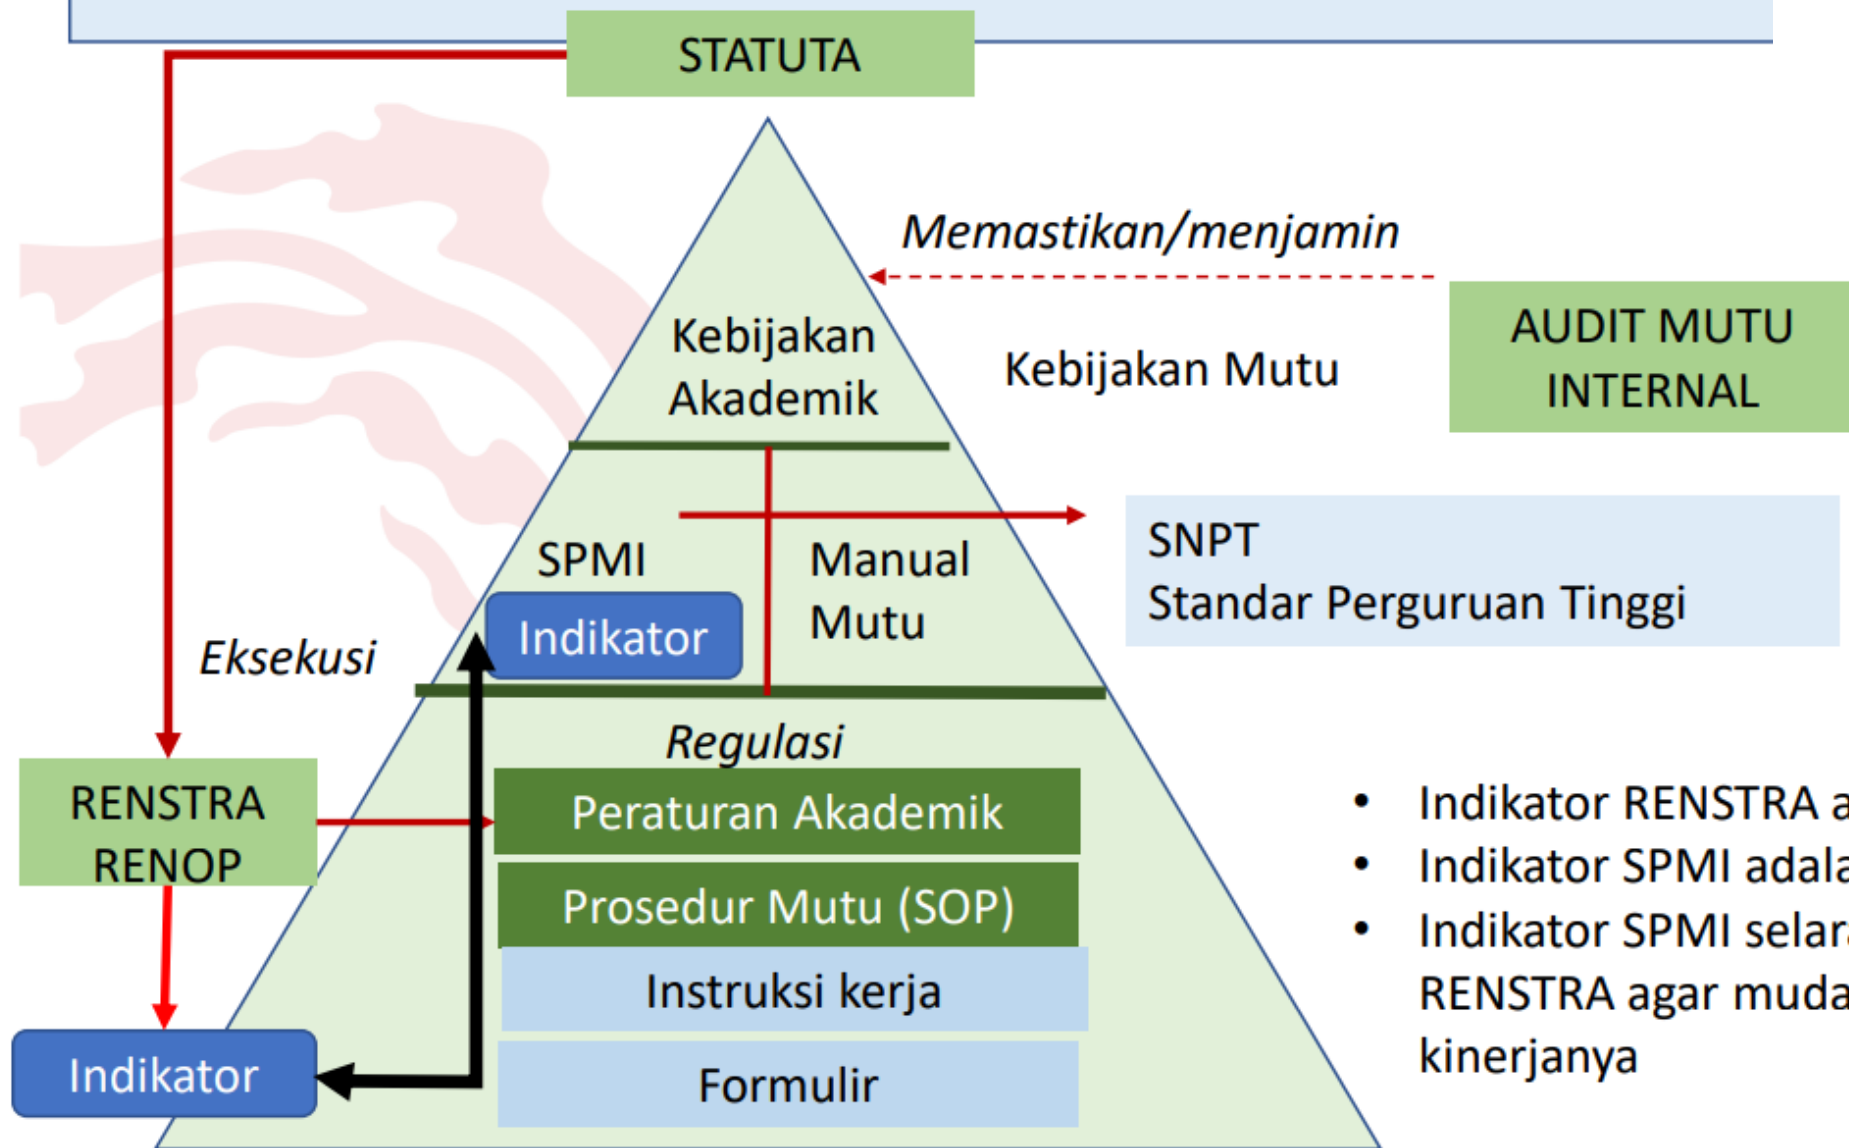 STATUTA
Memastikan/menjamin
Kebijakan
Akademik
Kebijakan Mutu
AUDIT MUTU
INTERNAL
SPMI
Indikator
Manual
Mutu
SNPT
Standar Perguruan Tinggi
Eksekusi
Regulasi
RENSTRA
RENOP
Peraturan Akademik
Prosedur Mutu (SOP)
Instruksi kerja
Formulir
Indikator
• Indikator RENSTRA
• Indikator SPMI
• Indikator SPMI
RENSTRA agar
kinerjanya